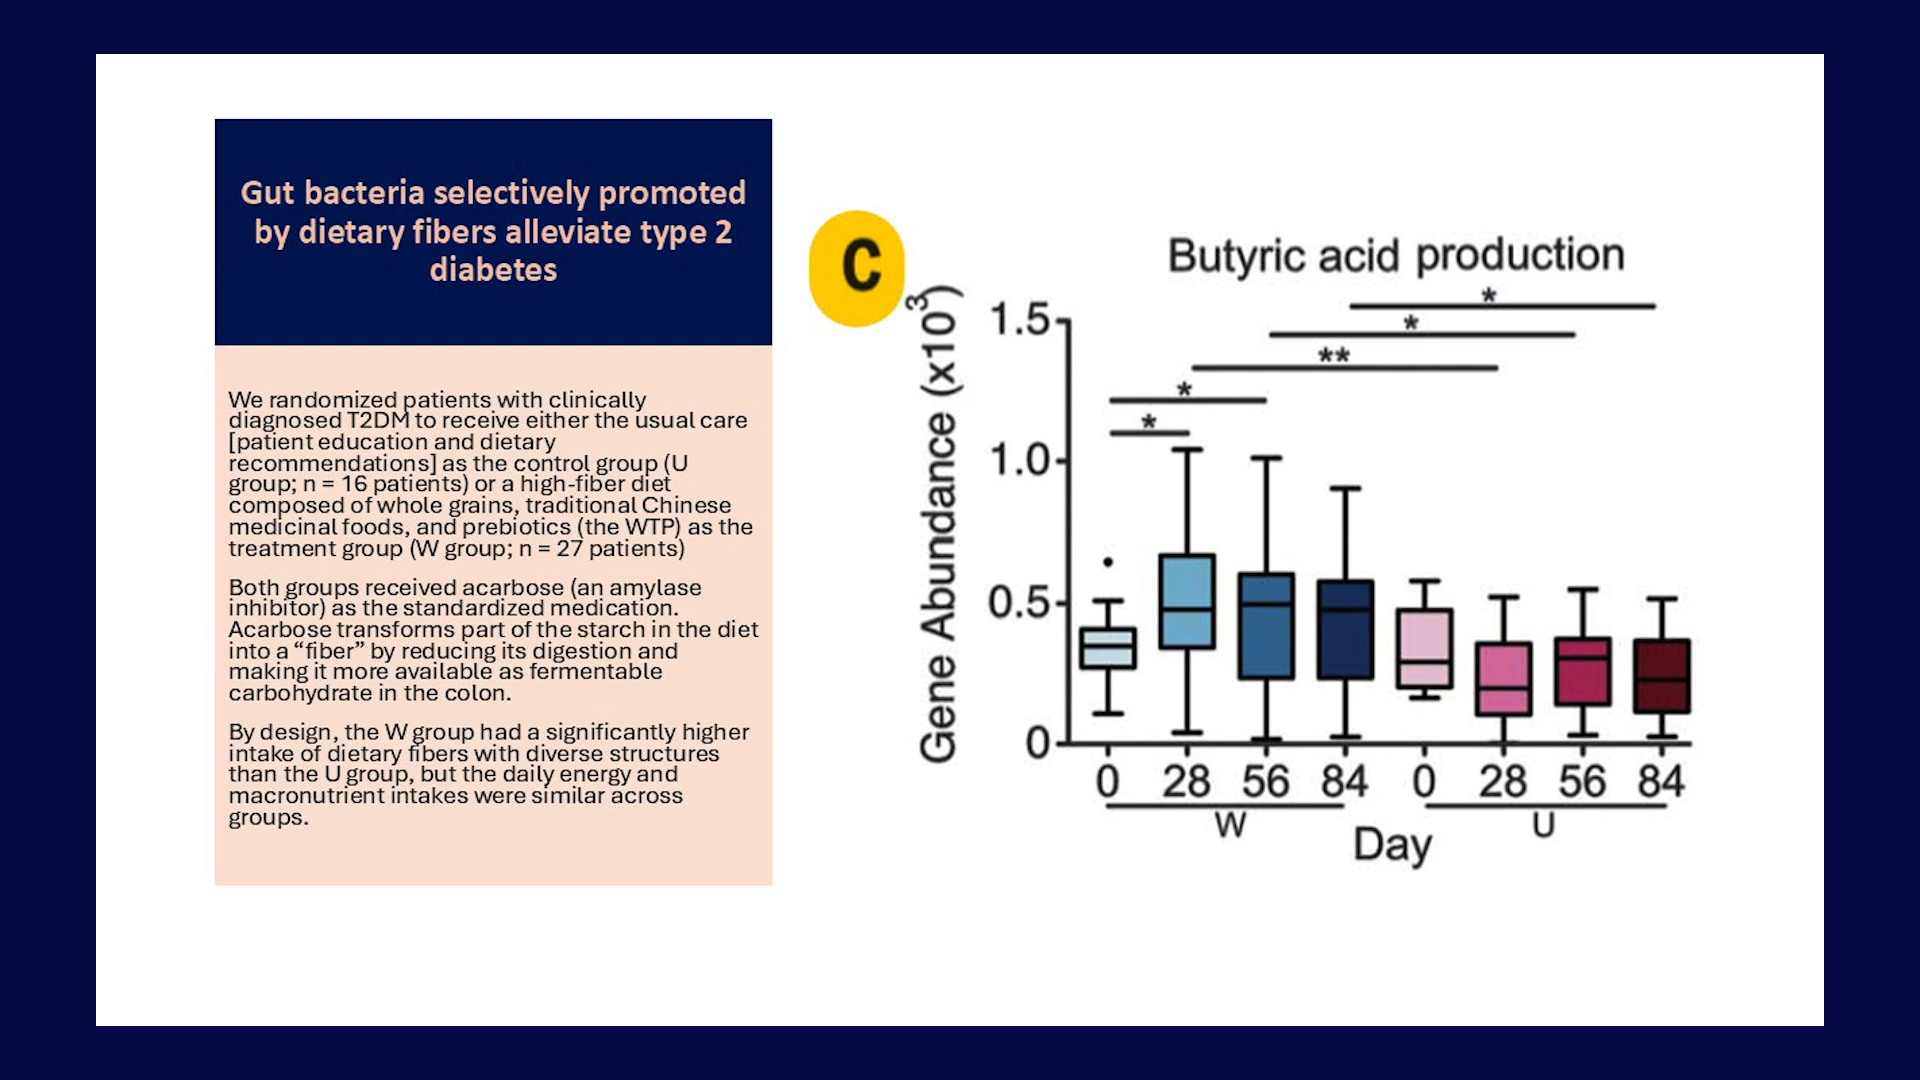 Gut bacteria selectively promoted
by dietary fibers alleviate type 2
diabetes
We randomized patients with clinically
diagnosed T2DM to receive either the usual care
[patient education and dietary
recommendations] as the control group (U
group; n = 16 patients) or a high-fiber diet
composed of whole grains, traditional Chinese
medicinal foods, and prebiotics (the WTP) as the
treatment group (W group; n = 27 patients)
Both groups received acarbose (an amylase
inhibitor) as the standardized medication.
Acarbose transforms part of the starch in the diet
into a “fiber” by reducing its digestion and
making it more available as fermentable
carbohydrate in the colon.
By design, the W group had a significantly higher
intake of dietary fibers with diverse structures
than the U group, but the daily energy and
macronutrient intakes were similar across
groups.
C
Butyric acid production
Gene Abundance (x10³)
*
*
**
*
*
1.5
1.0
0.5
0
0 28 56 84 0 28 56 84
W U
Day